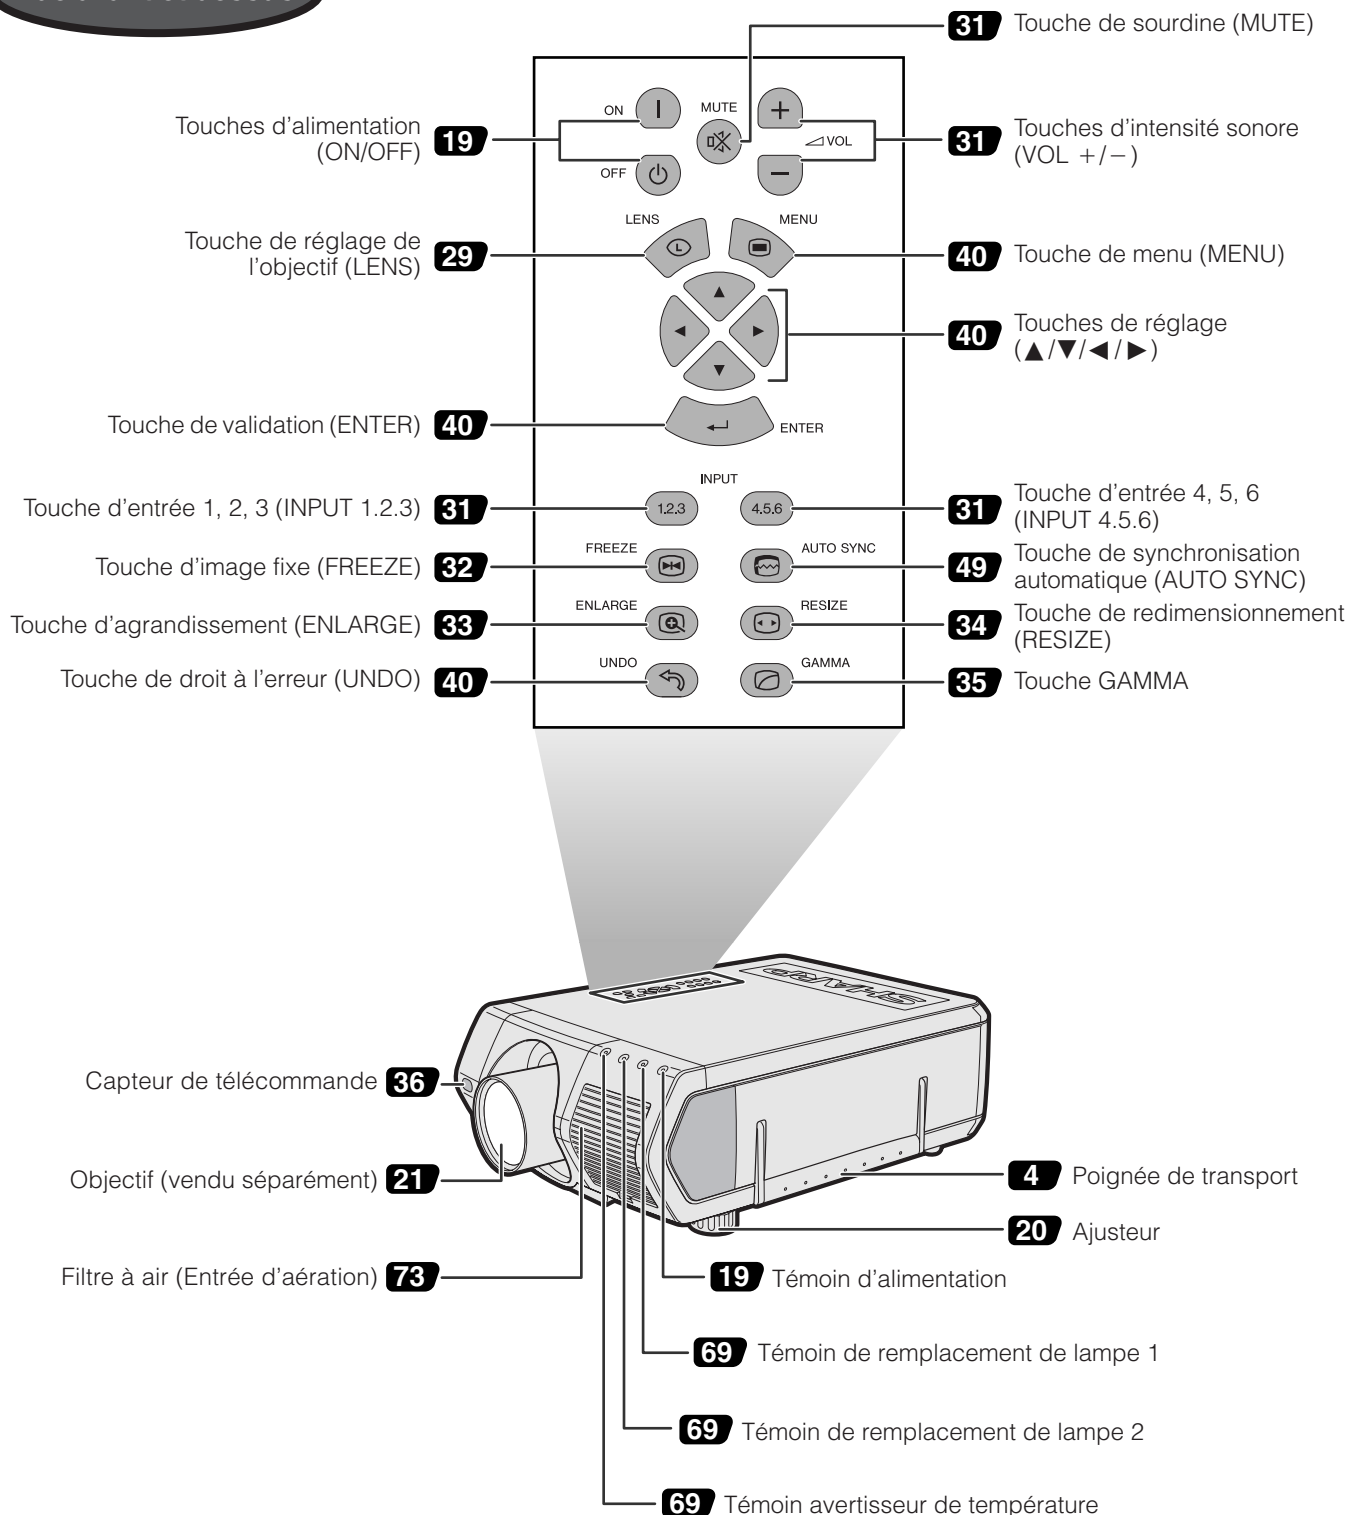 31 Touche de sourdine (MUTE)
ON
MUTE
Touches d'alimentation
(ON/OFF)
19
VOL
31 Touches d'intensité sonore
(VOL +/−)
OFF
LENS
MENU
Touche de réglage de
l'objectif (LENS)
29
L
40 Touche de menu (MENU)
40 Touches de réglage
(▲/▼/◀/▶)
Touche de validation (ENTER) 40
ENTER
INPUT
Touche d'entrée 1, 2, 3 (INPUT 1.2.3) 31
1.2.3
4.5.6
31 Touche d'entrée 4, 5, 6
(INPUT 4.5.6)
FREEZE
AUTO SYNC
Touche d'image fixe (FREEZE) 32
49 Touche de synchronisation
automatique (AUTO SYNC)
ENLARGE
RESIZE
Touche d'agrandissement (ENLARGE) 33
34 Touche de redimensionnement
(RESIZE)
UNDO
GAMMA
Touche de droit à l'erreur (UNDO) 40
35 Touche GAMMA
SHARP
Capteur de télécommande 36
Objectif (vendu séparément) 21
4 Poignée de transport
20 Ajusteur
Filtre à air (Entrée d'aération) 73
19 Témoin d'alimentation
69 Témoin de remplacement de lampe 1
69 Témoin de remplacement de lampe 2
69 Témoin avertisseur de température